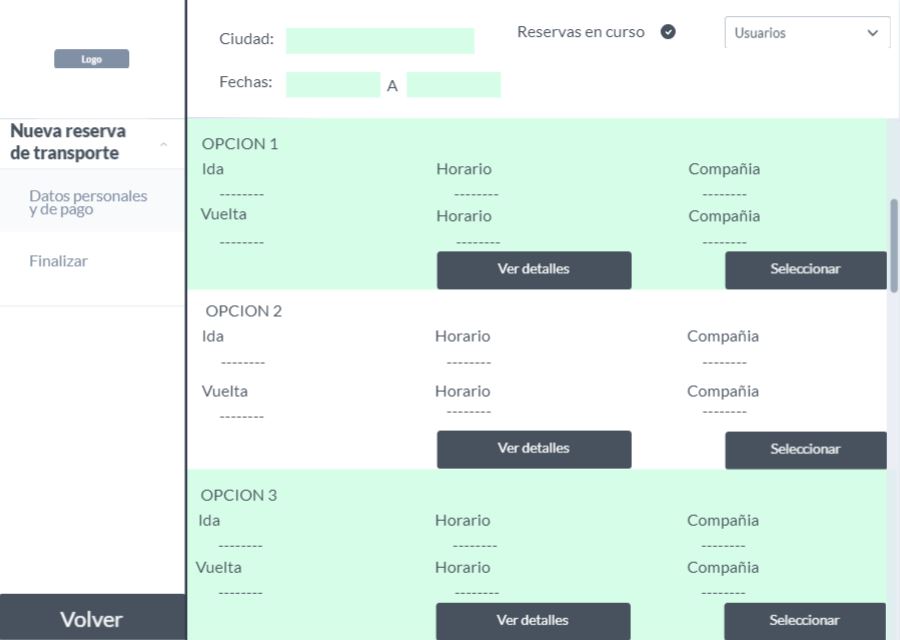 Ciudad:
Reservas en curso
Usuarios
Logo
Fechas:
A
Nueva reserva
de transporte
Datos personales
y de pago
Finalizar
Volver
OPCION 1
Ida Horario Compañia
-------- -------- --------
Vuelta Horario Compañia
-------- -------- --------
Ver detalles Seleccionar
OPCION 2
Ida Horario Compañia
-------- -------- --------
Vuelta Horario Compañia
-------- -------- --------
Ver detalles Seleccionar
OPCION 3
Ida Horario Compañia
-------- -------- --------
Vuelta Horario Compañia
-------- -------- --------
Ver detalles Seleccionar